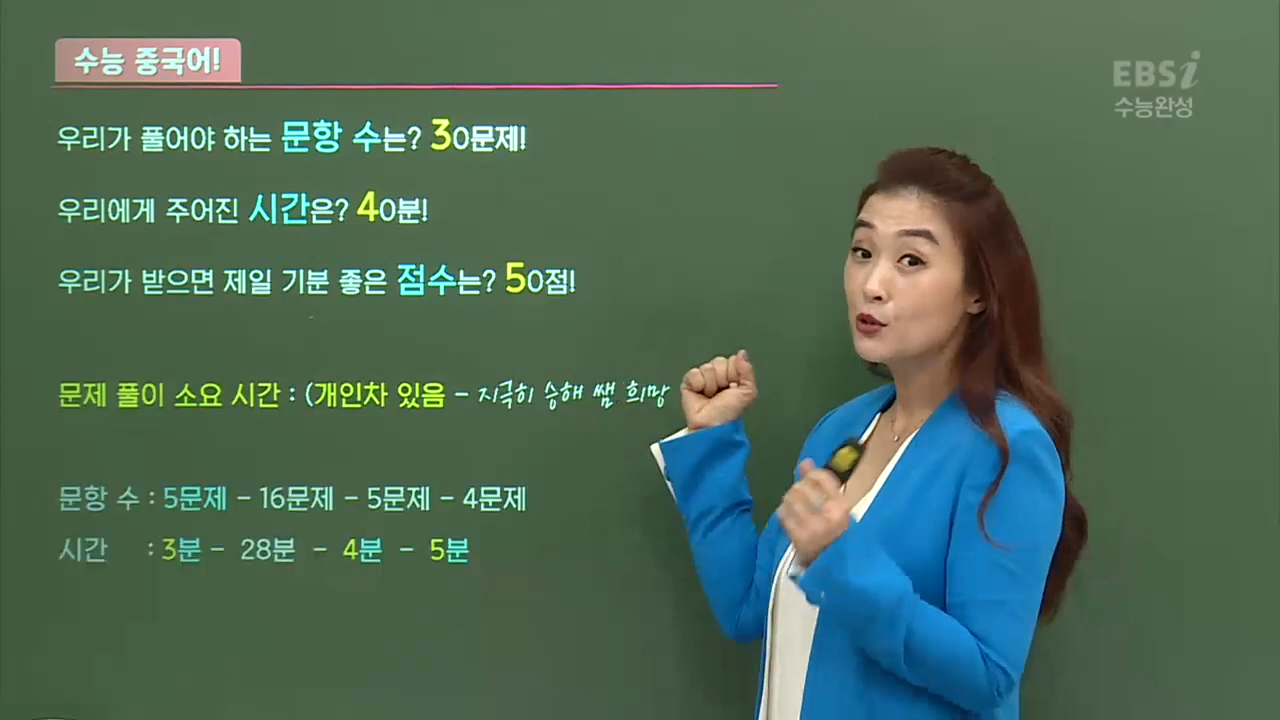 수능 중국어!
EBSi
수능완성
우리가 풀어야 하는 문항 수는? 30문제!
우리에게 주어진 시간은? 40분!
우리가 받으면 제일 기분 좋은 점수는? 50점!
문제 풀이 소요 시간 : (개인차 있음 - 지극히 승해 쌤 희망
문항 수 : 5문제 - 16문제 - 5문제 - 4문제
시간 : 3분 - 28분 - 4분 - 5분